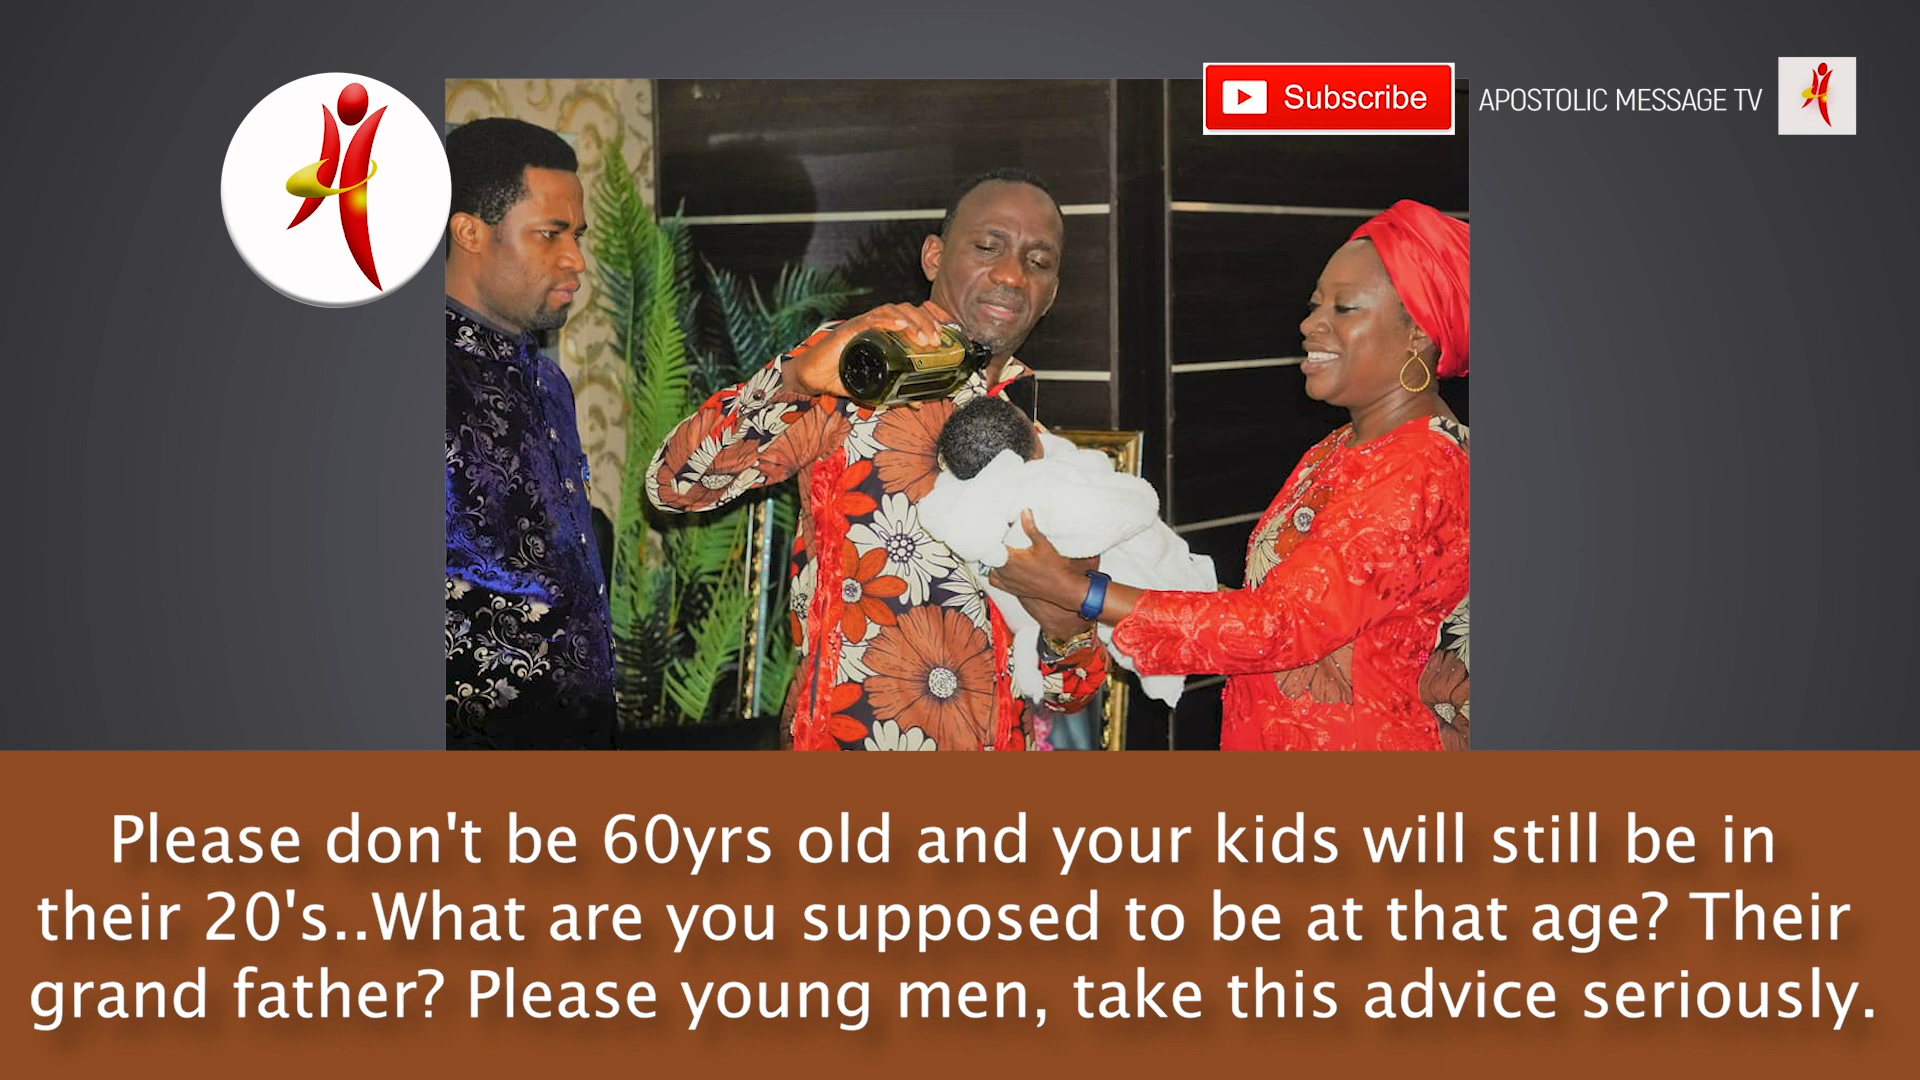 Subscribe
APOSTOLIC MESSAGE TV
Please don't be 60yrs old and your kids will still be in
their 20's..What are you supposed to be at that age? Their
grand father? Please young men, take this advice seriously.